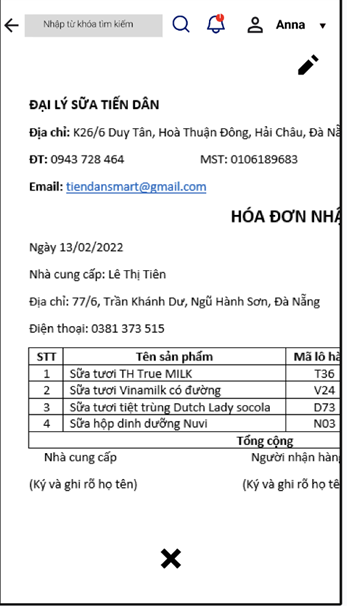 Nhập từ khóa tìm kiếm
Anna
ĐẠI LÝ SỮA TIẾN DÂN
Địa chỉ: K26/6 Duy Tân, Hoà Thuận Đông, Hải Châu, Đà Nẵ
ĐT: 0943 728 464 MST: 0106189683
Email: tiendansmart@gmail.com
HÓA ĐƠN NHẬ
Ngày 13/02/2022
Nhà cung cấp: Lê Thị Tiên
Địa chỉ: 77/6, Trần Khánh Dư, Ngũ Hành Sơn, Đà Nẵng
Điện thoại: 0381 373 515
STT Tên sản phẩm Mã lô hà
1 Sữa tươi TH True MILK T36
2 Sữa tươi Vinamilk có đường V24
3 Sữa tươi tiệt trùng Dutch Lady socola D73
4 Sữa hộp dinh dưỡng Nuvi N03
Tổng cộng
Nhà cung cấp Người nhận hàn
(Ký và ghi rõ họ tên) (Ký và ghi rõ họ tê